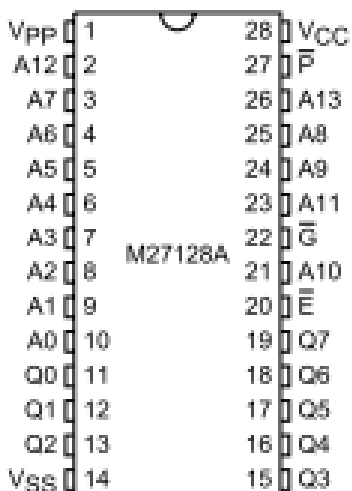 VPP 1 28 VCC
A12 2 27 P̅
A7 3 26 A13
A6 4 25 A8
A5 5 24 A9
A4 6 23 A11
A3 7 22 G̅
M27128A
A2 8 21 A10
A1 9 20 E̅
A0 10 19 Q7
Q0 11 18 Q6
Q1 12 17 Q5
Q2 13 16 Q4
VSS 14 15 Q3